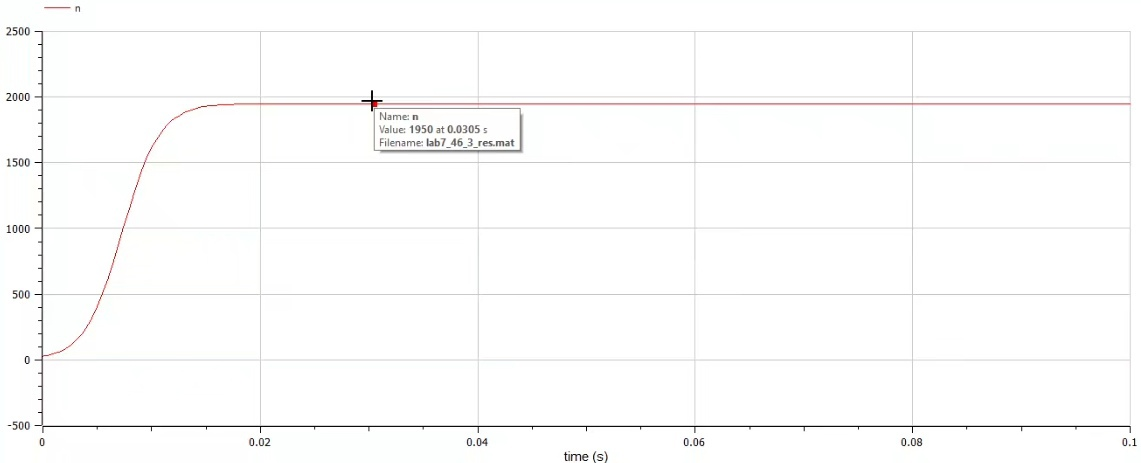 n
2500
2000
Name: n
Value: 1950 at 0.0305 s
Filename: lab7_46_3_res.mat
1500
1000
500
0
-500
0 0.02 0.04 0.06 0.08 0.1
time (s)